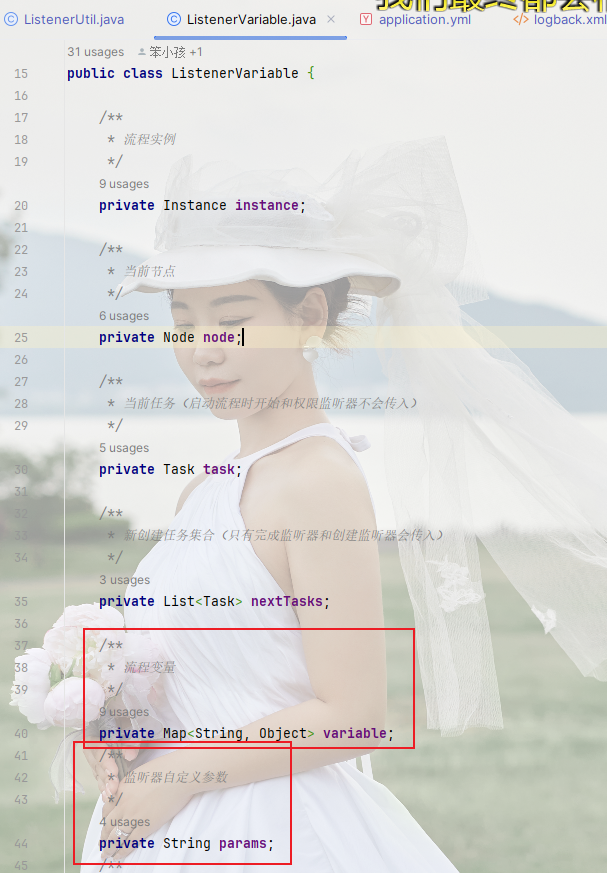 ListenerUtil.java ListenerVariable.java application.yml logback.xml
31 usages 笨小孩 +1
15 public class ListenerVariable {
16
17 /**
18 * 流程实例
19 */
9 usages
20 private Instance instance;
21
22 /**
23 * 当前节点
24 */
6 usages
25 private Node node;
26
27 /**
28 * 当前任务（启动流程时开始和权限监听器不会传入）
29 */
5 usages
30 private Task task;
31
32 /**
33 * 新创建任务集合（只有完成监听器和创建监听器会传入）
34 */
3 usages
35 private List<Task> nextTasks;
36
37 /**
38 * 流程变量
39 */
9 usages
40 private Map<String, Object> variable;
41 /**
42 * 监听器自定义参数
43 */
4 usages
44 private String params;
45 /**